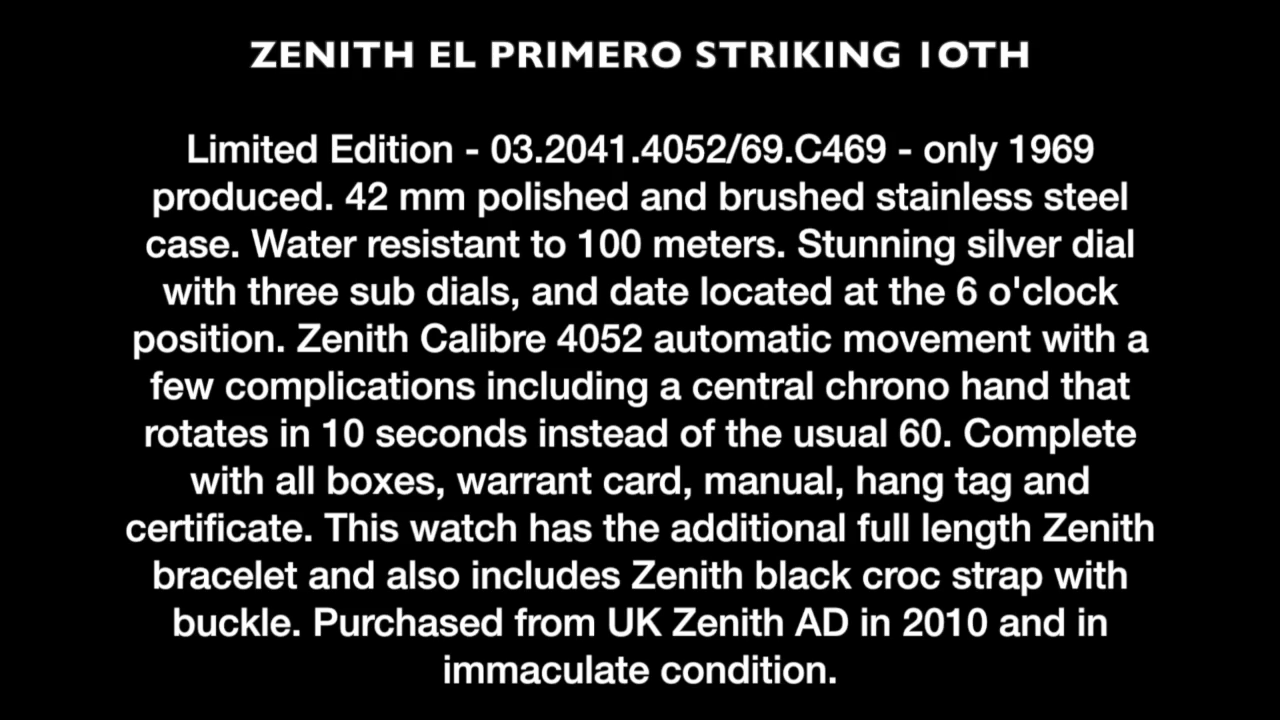 ZENITH EL PRIMERO STRIKING 1OTH
Limited Edition - 03.2041.4052/69.C469 - only 1969
produced. 42 mm polished and brushed stainless steel
case. Water resistant to 100 meters. Stunning silver dial
with three sub dials, and date located at the 6 o'clock
position. Zenith Calibre 4052 automatic movement with a
few complications including a central chrono hand that
rotates in 10 seconds instead of the usual 60. Complete
with all boxes, warrant card, manual, hang tag and
certificate. This watch has the additional full length Zenith
bracelet and also includes Zenith black croc strap with
buckle. Purchased from UK Zenith AD in 2010 and in
immaculate condition.